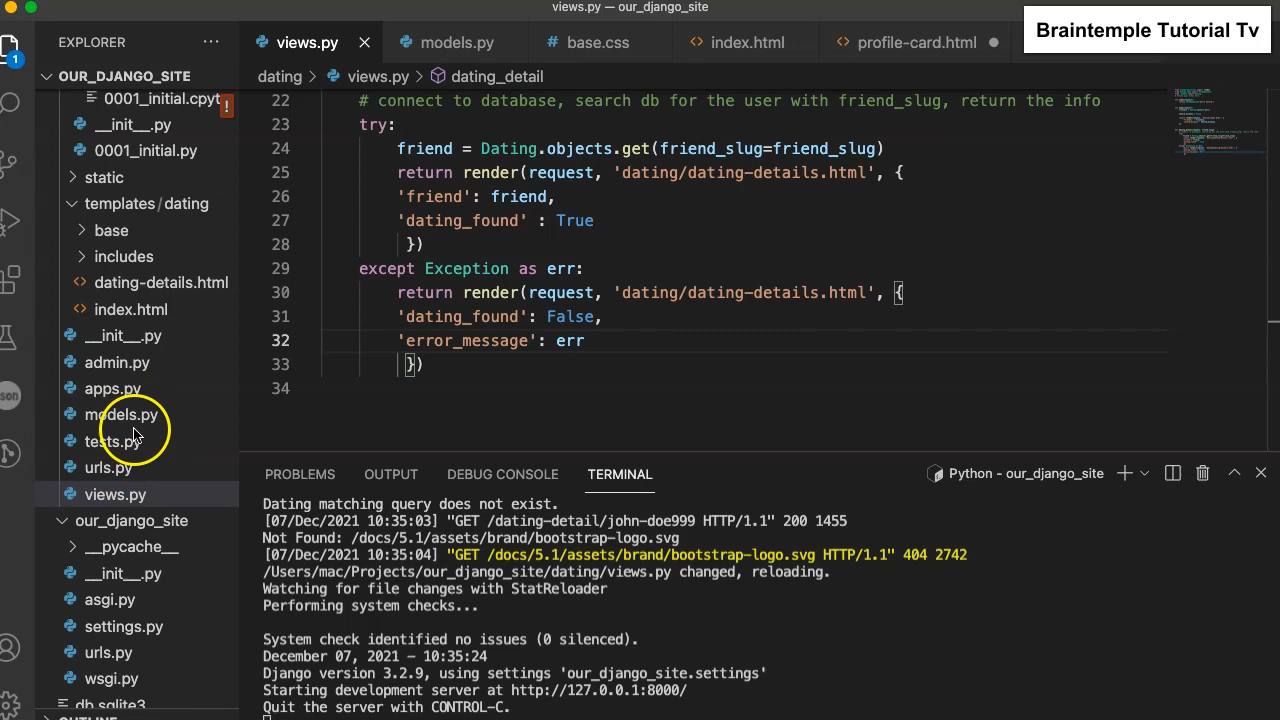 views.py — our_django_site
Braintemple Tutorial Tv
EXPLORER
views.py
models.py
# base.css
<> index.html
<> profile-card.html
1
OUR_DJANGO_SITE
dating > views.py > dating_detail
0001_initial.cpyt
!
__init__.py
0001_initial.py
static
templates/dating
base
includes
<> dating-details.html
<> index.html
__init__.py
admin.py
apps.py
models.py
tests.py
urls.py
views.py
our_django_site
__pycache__
__init__.py
asgi.py
settings.py
urls.py
wsgi.py
db.sqlite3
OUTLINE
22 # connect to database, search db for the user with friend_slug, return the info
23 try:
24 friend = Dating.objects.get(friend_slug=friend_slug)
25 return render(request, 'dating/dating-details.html', {
26 'friend': friend,
27 'dating_found' : True
28 })
29 except Exception as err:
30 return render(request, 'dating/dating-details.html', {
31 'dating_found': False,
32 'error_message': err
33 })
34
PROBLEMS OUTPUT DEBUG CONSOLE TERMINAL
Python - our_django_site
Dating matching query does not exist.
[07/Dec/2021 10:35:03] "GET /dating-detail/john-doe999 HTTP/1.1" 200 1455
Not Found: /docs/5.1/assets/brand/bootstrap-logo.svg
[07/Dec/2021 10:35:04] "GET /docs/5.1/assets/brand/bootstrap-logo.svg HTTP/1.1" 404 2742
/Users/mac/Projects/our_django_site/dating/views.py changed, reloading.
Watching for file changes with StatReloader
Performing system checks...
System check identified no issues (0 silenced).
December 07, 2021 - 10:35:24
Django version 3.2.9, using settings 'our_django_site.settings'
Starting development server at http://127.0.0.1:8000/
Quit the server with CONTROL-C.